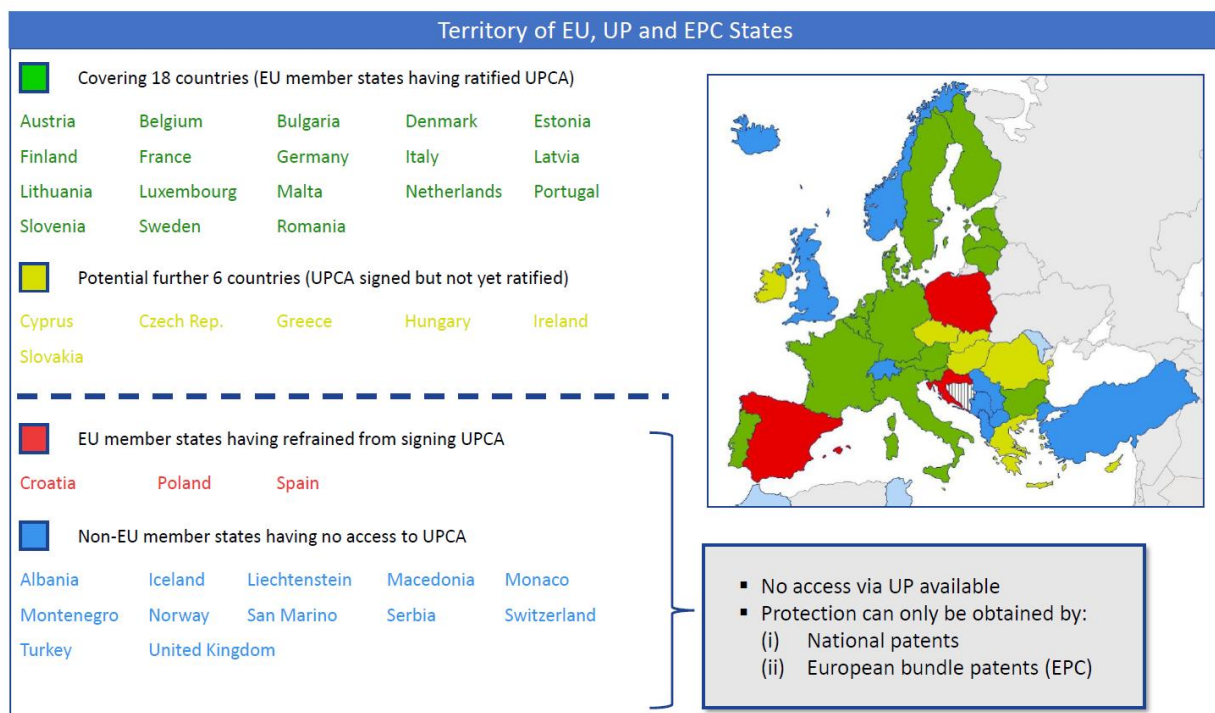 Territory of EU, UP and EPC States
Covering 18 countries (EU member states having ratified UPCA)
Austria Belgium Bulgaria Denmark Estonia
Finland France Germany Italy Latvia
Lithuania Luxembourg Malta Netherlands Portugal
Slovenia Sweden Romania
Potential further 6 countries (UPCA signed but not yet ratified)
Cyprus Czech Rep. Greece Hungary Ireland
Slovakia
EU member states having refrained from signing UPCA
Croatia Poland Spain
Non-EU member states having no access to UPCA
Albania Iceland Liechtenstein Macedonia Monaco
Montenegro Norway San Marino Serbia Switzerland
Turkey United Kingdom
▪ No access via UP available
▪ Protection can only be obtained by:
(i) National patents
(ii) European bundle patents (EPC)